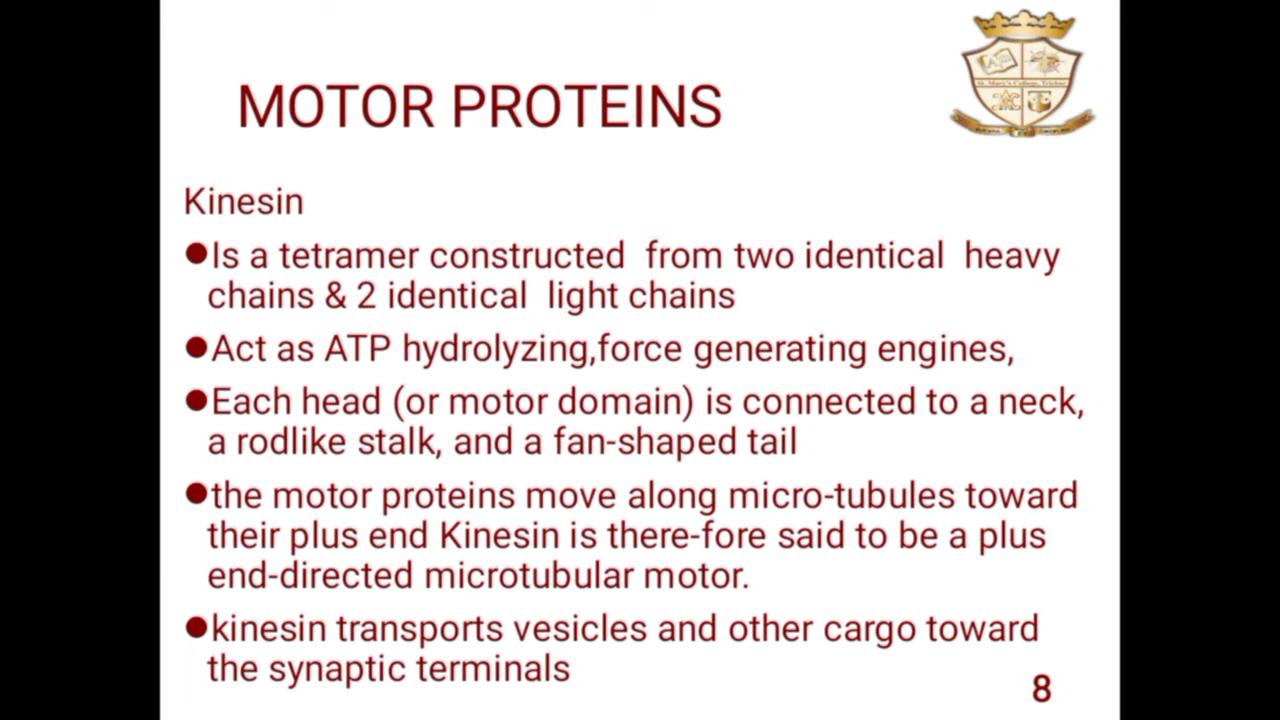 MOTOR PROTEINS
Kinesin
●Is a tetramer constructed  from two identical  heavy
chains & 2 identical  light chains
●Act as ATP hydrolyzing,force generating engines,
●Each head (or motor domain) is connected to a neck,
a rodlike stalk, and a fan-shaped tail
●the motor proteins move along micro-tubules toward
their plus end Kinesin is there-fore said to be a plus
end-directed microtubular motor.
●kinesin transports vesicles and other cargo toward
the synaptic terminals
8